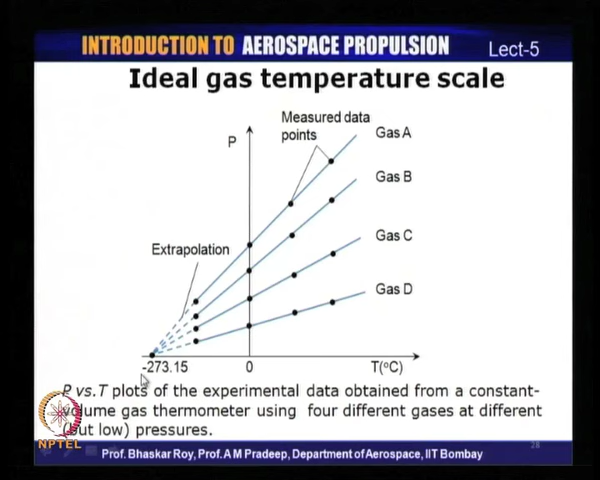 INTRODUCTION TO AEROSPACE PROPULSION
Lect-5
Ideal gas temperature scale
Measured data
points
P
Gas A
Gas B
Gas C
Gas D
Extrapolation
-273.15
0
T(°C)
P vs. T plots of the experimental data obtained from a constant-
volume gas thermometer using four different gases at different
(but low) pressures.
NPTEL
28
Prof. Bhaskar Roy, Prof. A M Pradeep, Department of Aerospace, IIT Bombay